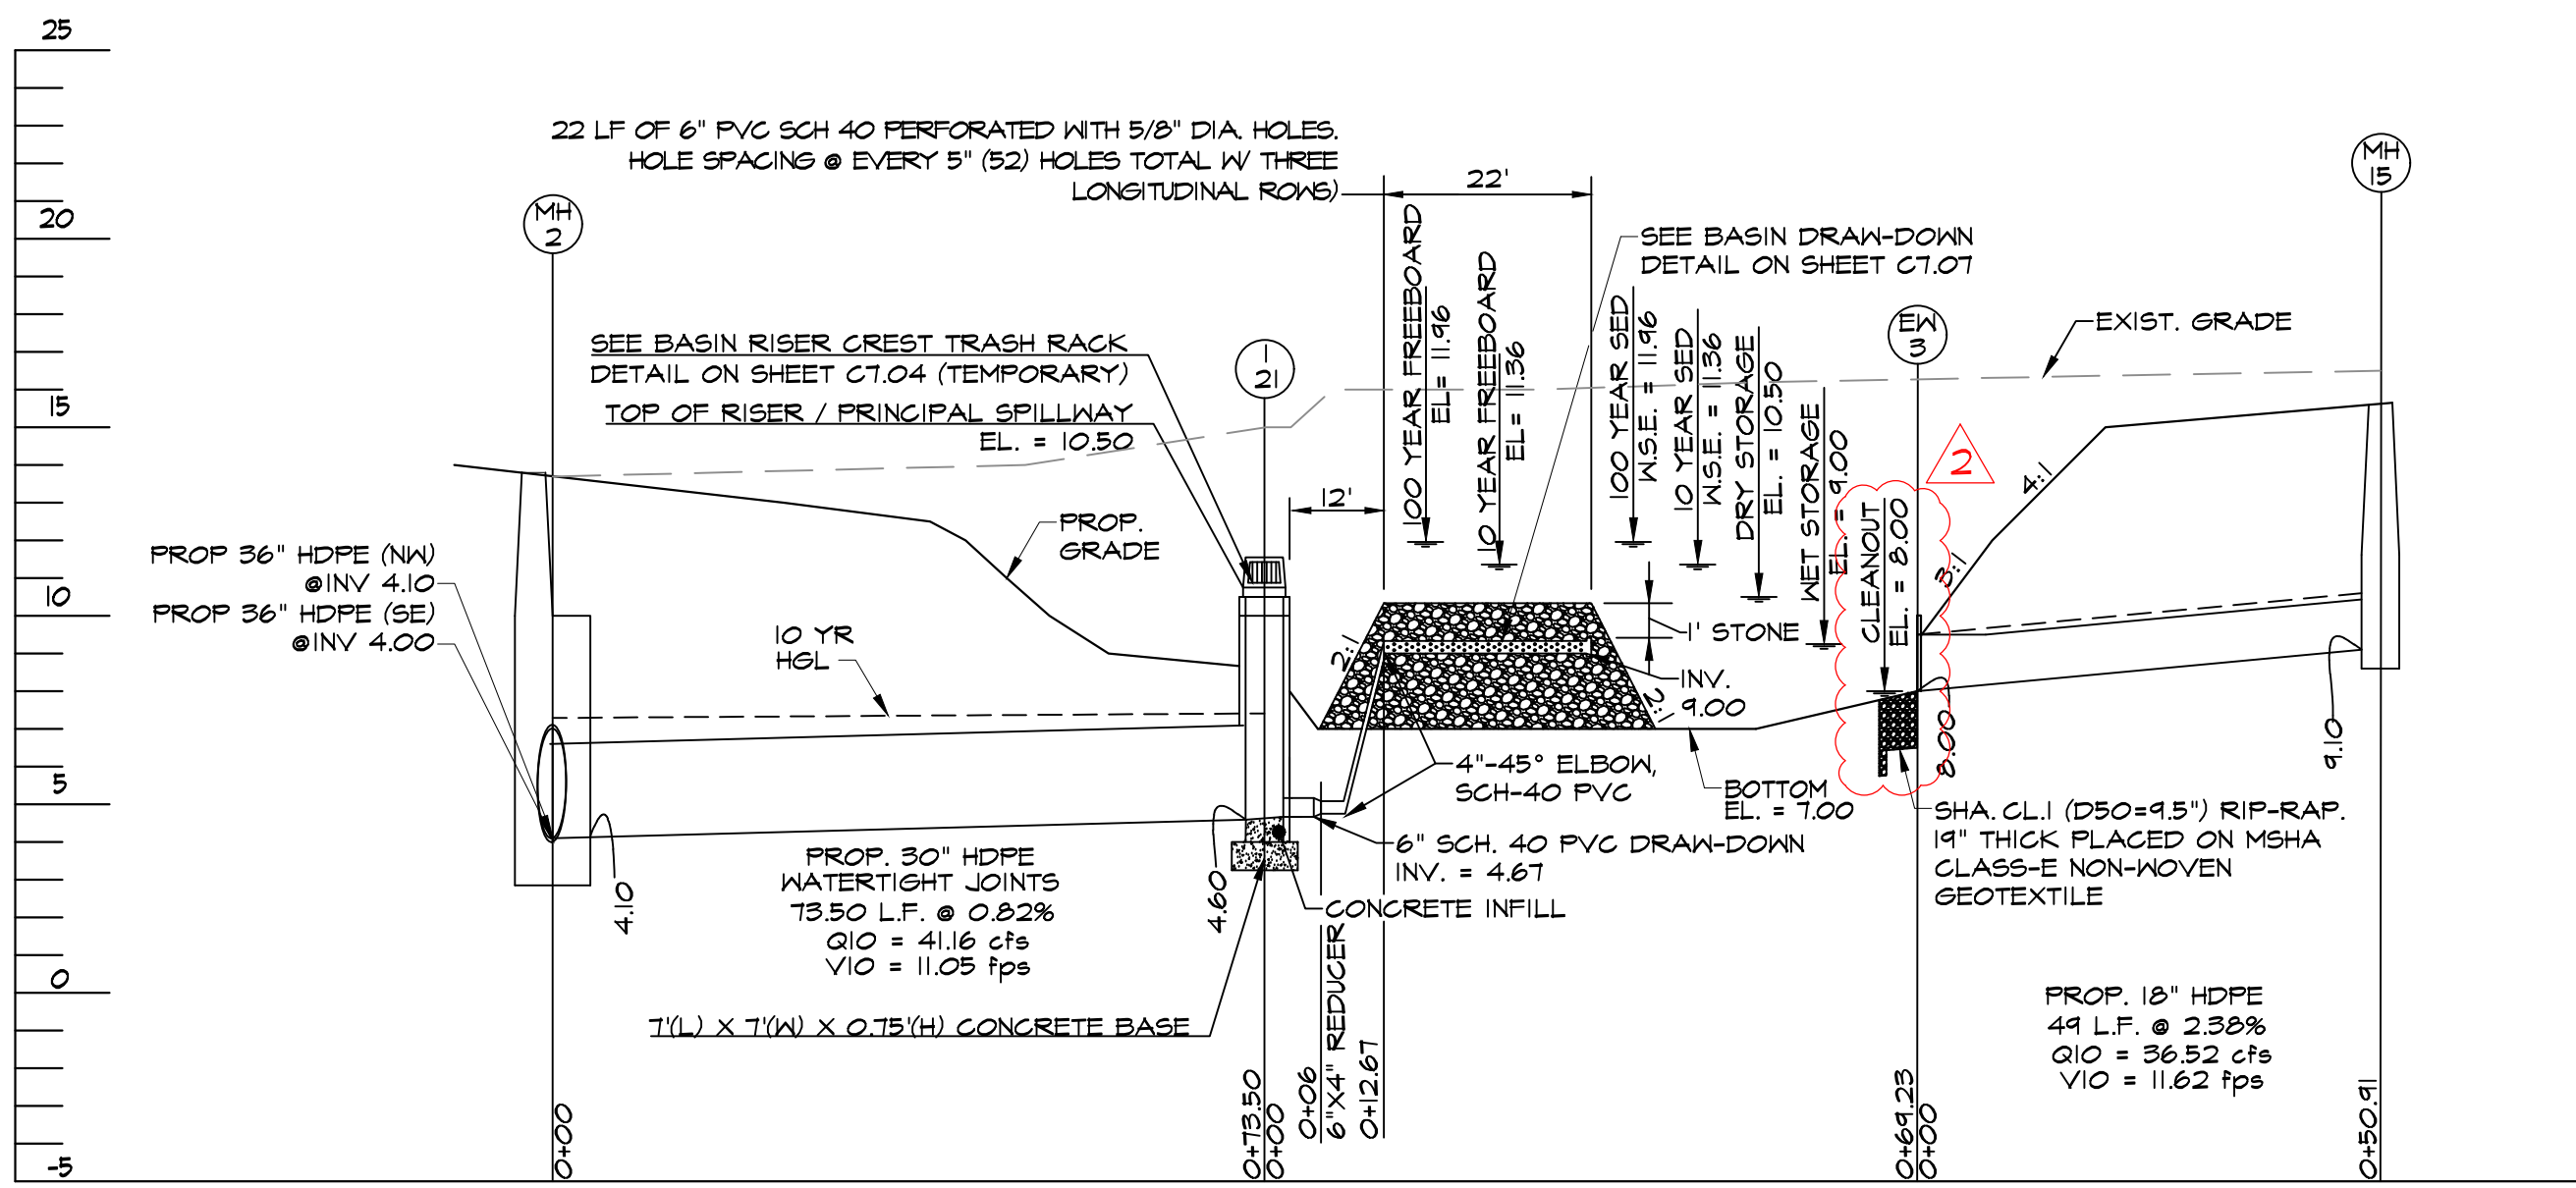 25
20
15
10
5
0
-5
22 LF OF 6" PVC SCH 40 PERFORATED WITH 5/8" DIA. HOLES.
HOLE SPACING @ EVERY 5" (52) HOLES TOTAL W/ THREE
LONGITUDINAL ROWS)
22'
MH
2
MH
15
SEE BASIN DRAW-DOWN
DETAIL ON SHEET C7.07
SEE BASIN RISER CREST TRASH RACK
DETAIL ON SHEET C7.04 (TEMPORARY)
TOP OF RISER / PRINCIPAL SPILLWAY
EL. = 10.50
I
21
EW
3
EXIST. GRADE
100 YEAR FREEBOARD
EL= 11.96
10 YEAR FREEBOARD
EL= 11.36
100 YEAR SED
W.S.E. = 11.96
10 YEAR SED
W.S.E. = 11.36
DRY STORAGE
EL. = 10.50
WET STORAGE
EL. = 9.00
CLEANOUT
EL. = 8.00
2
4:1
3:1
12'
PROP.
GRADE
PROP 36" HDPE (NW)
@INV 4.10
PROP 36" HDPE (SE)
@INV 4.00
10 YR
HGL
2:1
2:1
1' STONE
INV.
9.00
4"-45° ELBOW,
SCH-40 PVC
BOTTOM
EL. = 7.00
8.00
9.10
SHA. CL.I (D50=9.5") RIP-RAP.
19" THICK PLACED ON MSHA
CLASS-E NON-WOVEN
GEOTEXTILE
6" SCH. 40 PVC DRAW-DOWN
INV. = 4.67
CONCRETE INFILL
4.10
4.60
PROP. 30" HDPE
WATERTIGHT JOINTS
73.50 L.F. @ 0.82%
Q10 = 41.16 cfs
V10 = 11.05 fps
7'(L) X 7'(W) X 0.75'(H) CONCRETE BASE
PROP. 18" HDPE
49 L.F. @ 2.38%
Q10 = 36.52 cfs
V10 = 11.62 fps
0+00
0+73.50
0+00
0+06
6"X4" REDUCER
0+12.67
0+69.23
0+00
0+50.91